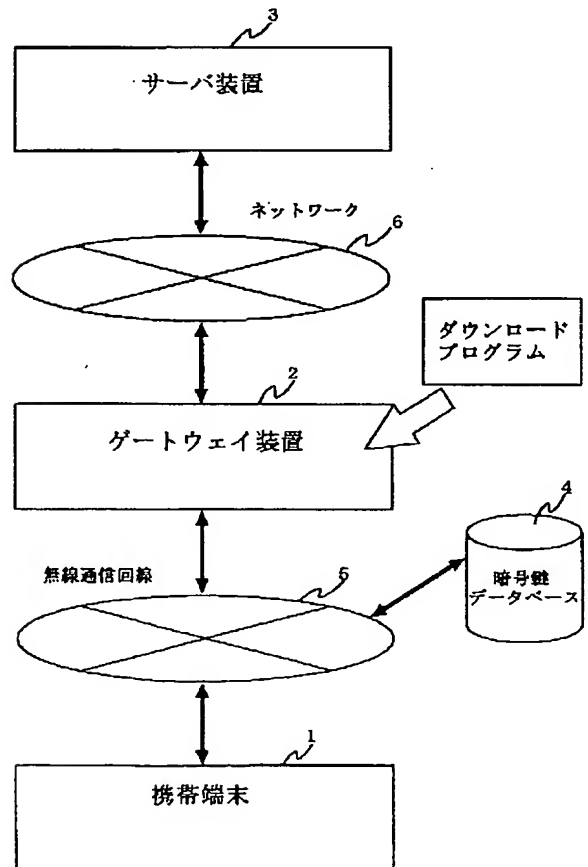 3
サーバ装置
ネットワーク
6
ダウンロード
プログラム
2
ゲートウェイ装置
4
無線通信回線
5
暗号鍵
データベース
1
携帯端末